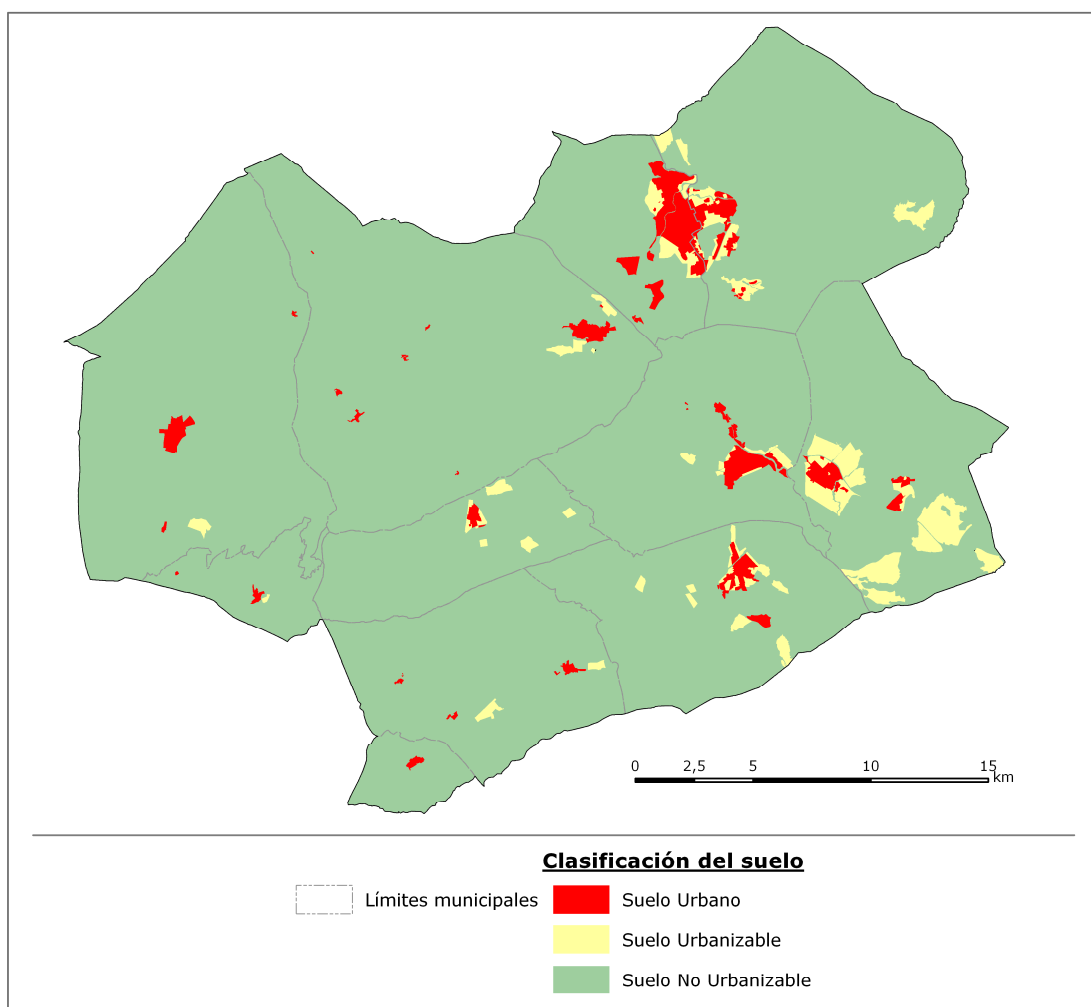 0 2,5 5 10 15
km
Clasificación del suelo
Límites municipales
Suelo Urbano
Suelo Urbanizable
Suelo No Urbanizable